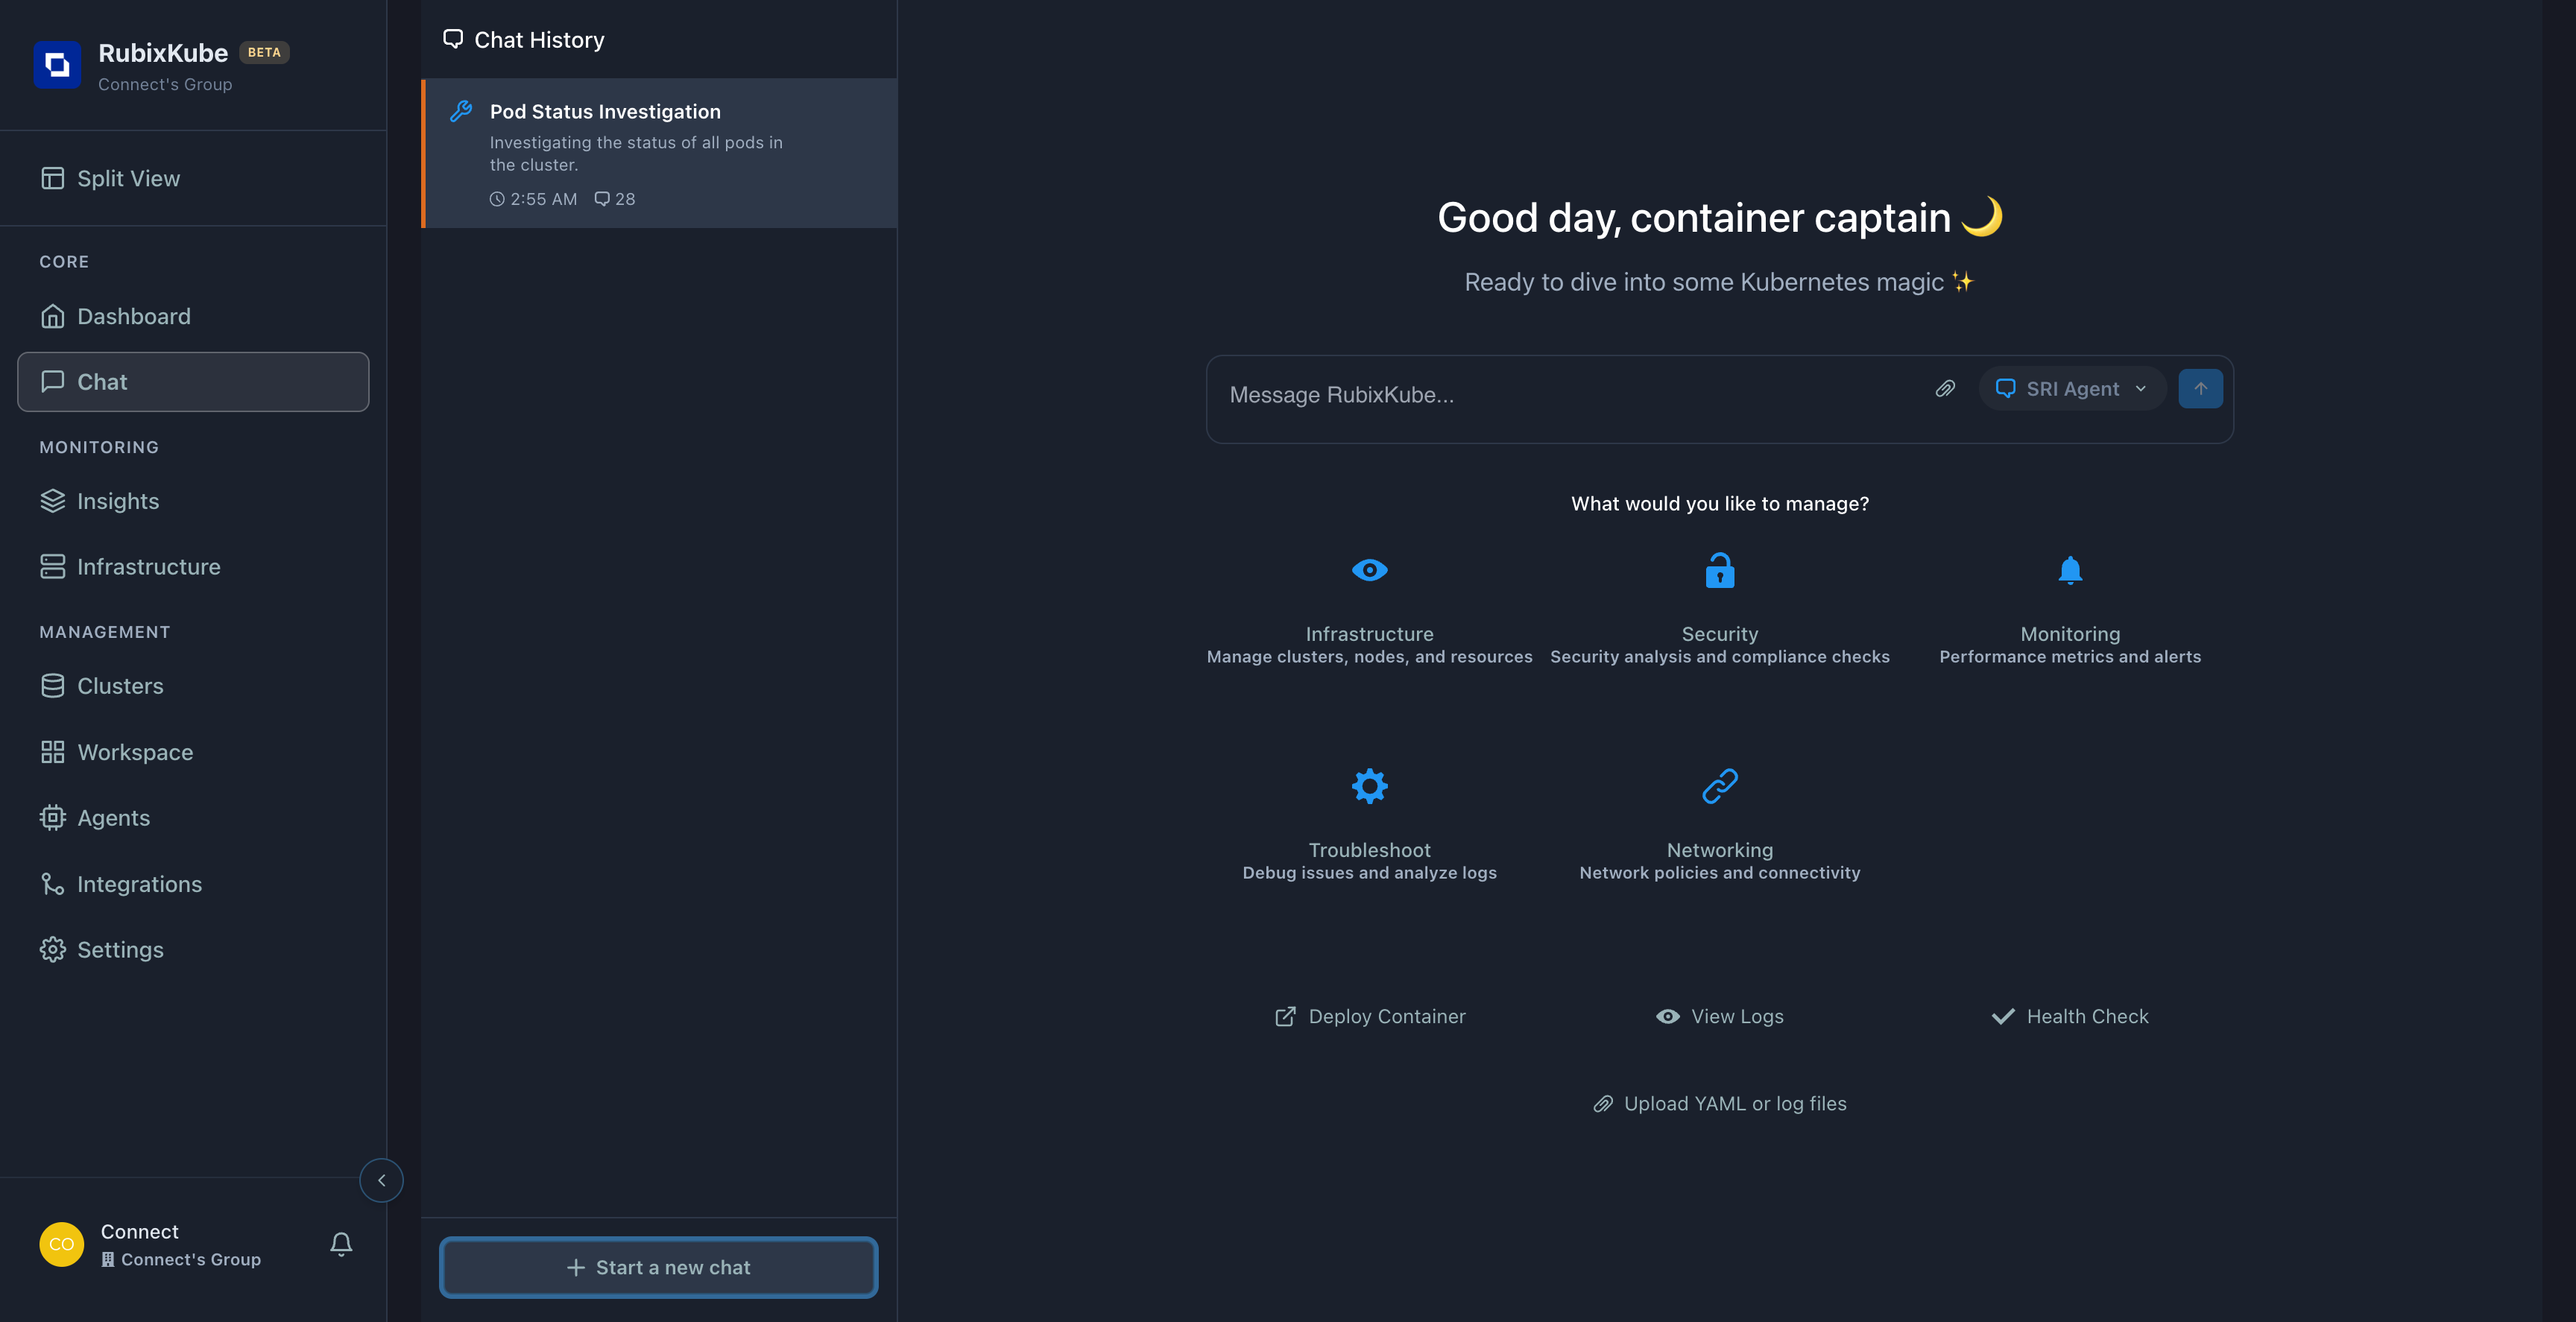 RubixKube BETA
Connect's Group
Split View
CORE
Dashboard
Chat
MONITORING
Insights
Infrastructure
MANAGEMENT
Clusters
Workspace
Agents
Integrations
Settings
CO
Connect
Connect's Group
Chat History
Pod Status Investigation
Investigating the status of all pods in
the cluster.
2:55 AM 28
Start a new chat
Good day, container captain 🌙
Ready to dive into some Kubernetes magic ✨
Message RubixKube...
SRI Agent
What would you like to manage?
Infrastructure
Manage clusters, nodes, and resources
Security
Security analysis and compliance checks
Monitoring
Performance metrics and alerts
Troubleshoot
Debug issues and analyze logs
Networking
Network policies and connectivity
Deploy Container
View Logs
Health Check
Upload YAML or log files